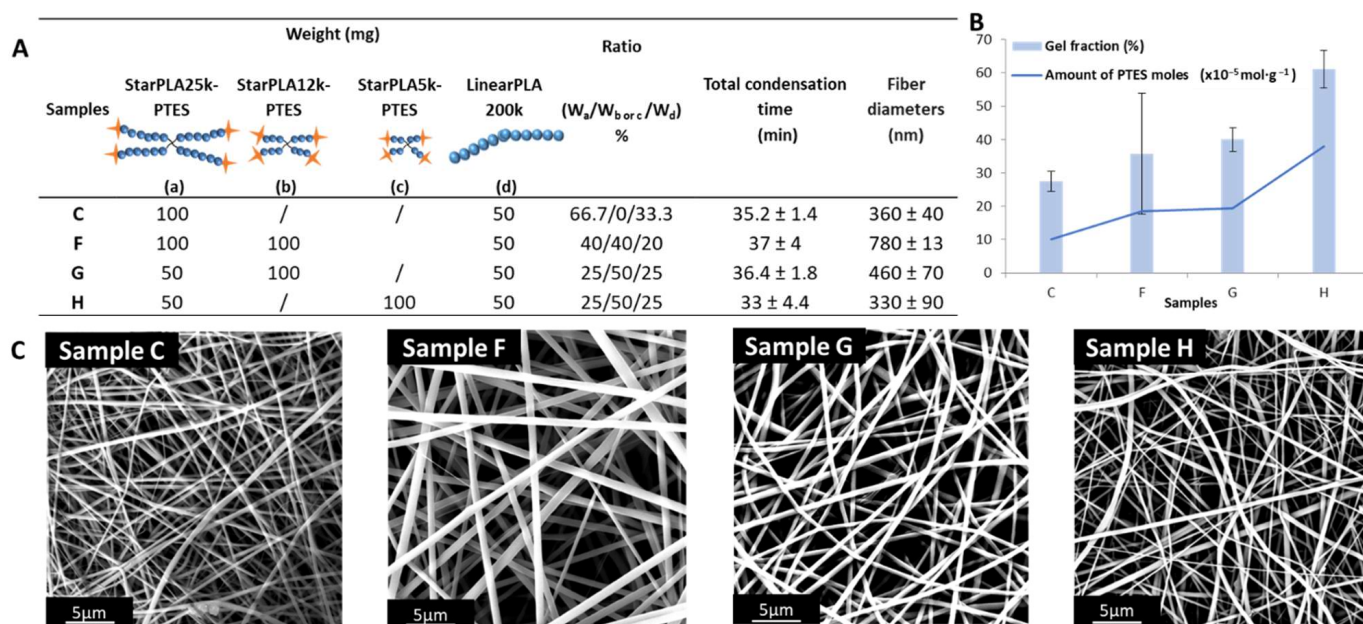 A
Weight (mg)
Ratio
Samples
StarPLA25k-
PTES
(a)
StarPLA12k-
PTES
(b)
StarPLA5k-
PTES
(c)
LinearPLA
200k
(d)
(Wa/Wb or c /Wd)
%
Total condensation
time
(min)
Fiber
diameters
(nm)
C 100 / / 50 66.7/0/33.3 35.2 ± 1.4 360 ± 40
F 100 100 50 40/40/20 37 ± 4 780 ± 13
G 50 100 / 50 25/50/25 36.4 ± 1.8 460 ± 70
H 50 / 100 50 25/50/25 33 ± 4.4 330 ± 90
B
Gel fraction (%)
Amount of PTES moles (x10⁻⁵ mol·g⁻¹)
70
60
50
40
30
20
10
0
C F G H
Samples
C
Sample C
5μm
Sample F
5μm
Sample G
5μm
Sample H
5μm